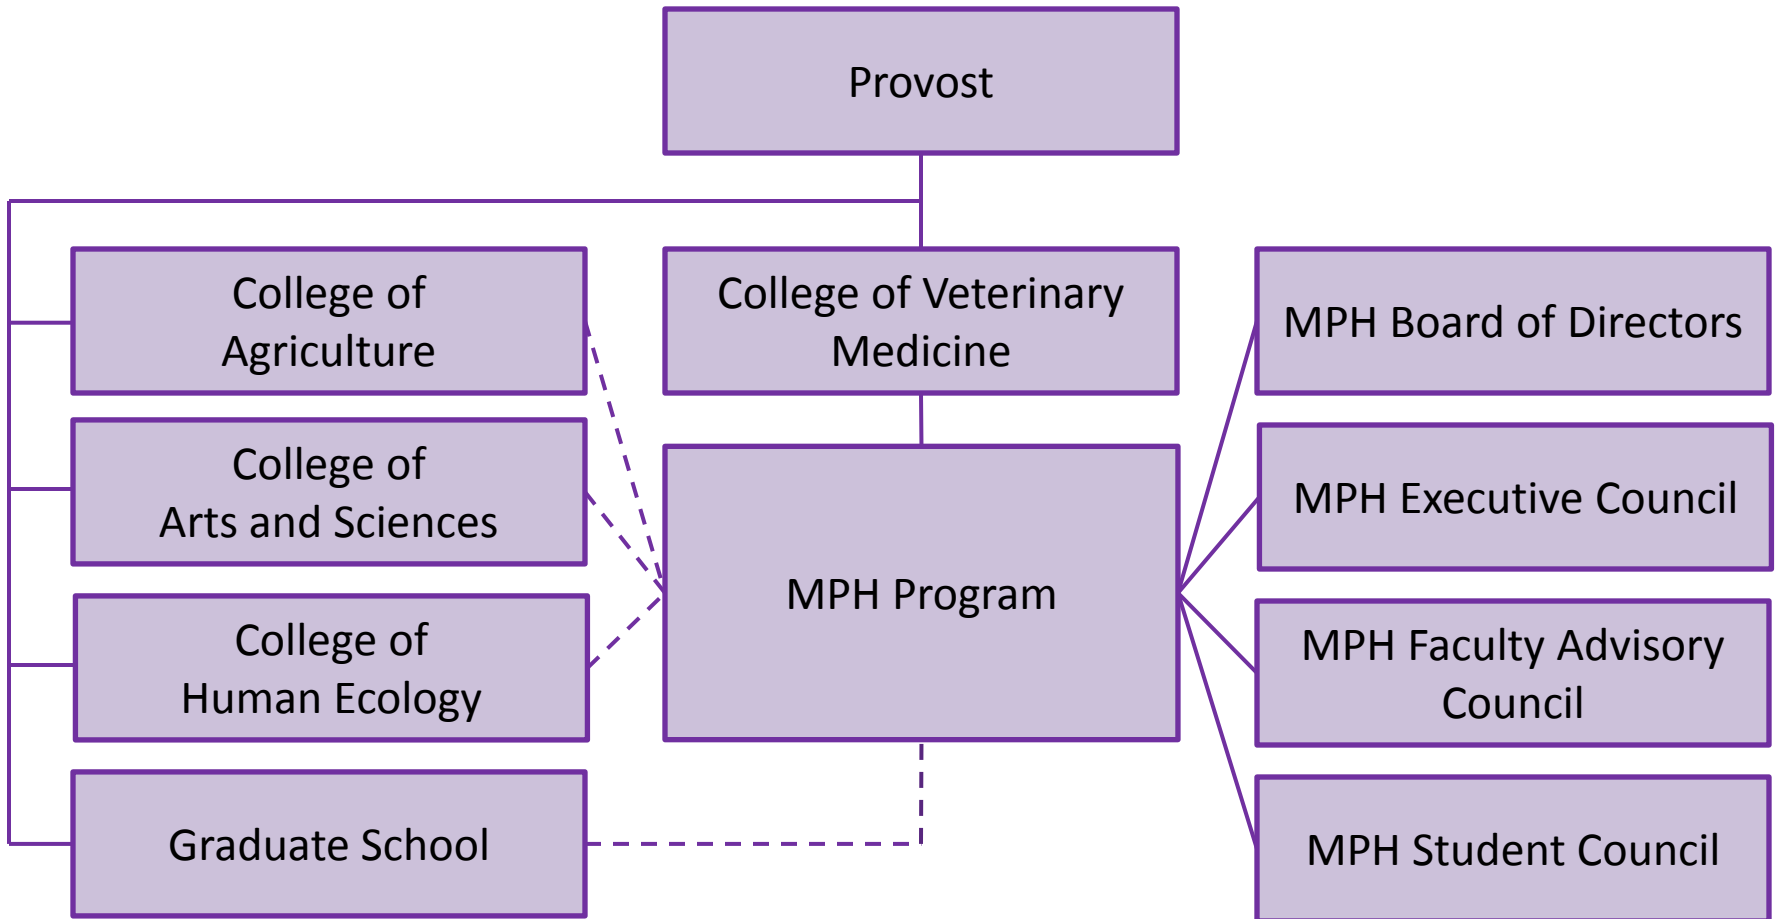 Provost
College of
Agriculture
College of Veterinary
Medicine
MPH Board of Directors
College of
Arts and Sciences
MPH Executive Council
MPH Program
College of
Human Ecology
MPH Faculty Advisory
Council
Graduate School
MPH Student Council